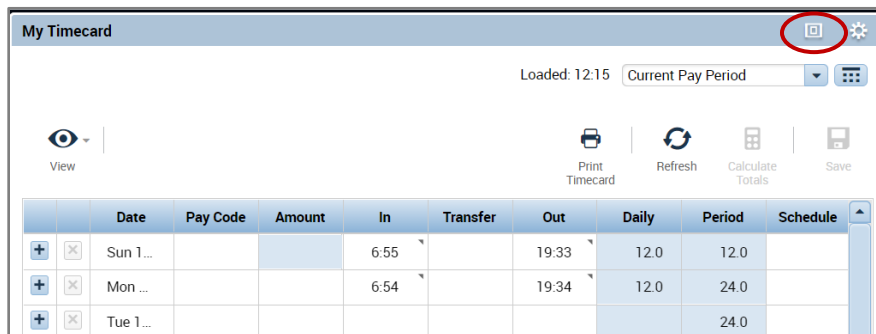 My Timecard
Loaded: 12:15 Current Pay Period
View Print Timecard Refresh Calculate Totals Save
Date Pay Code Amount In Transfer Out Daily Period Schedule
Sun 1... 6:55 19:33 12.0 12.0
Mon ... 6:54 19:34 12.0 24.0
Tue 1... 24.0